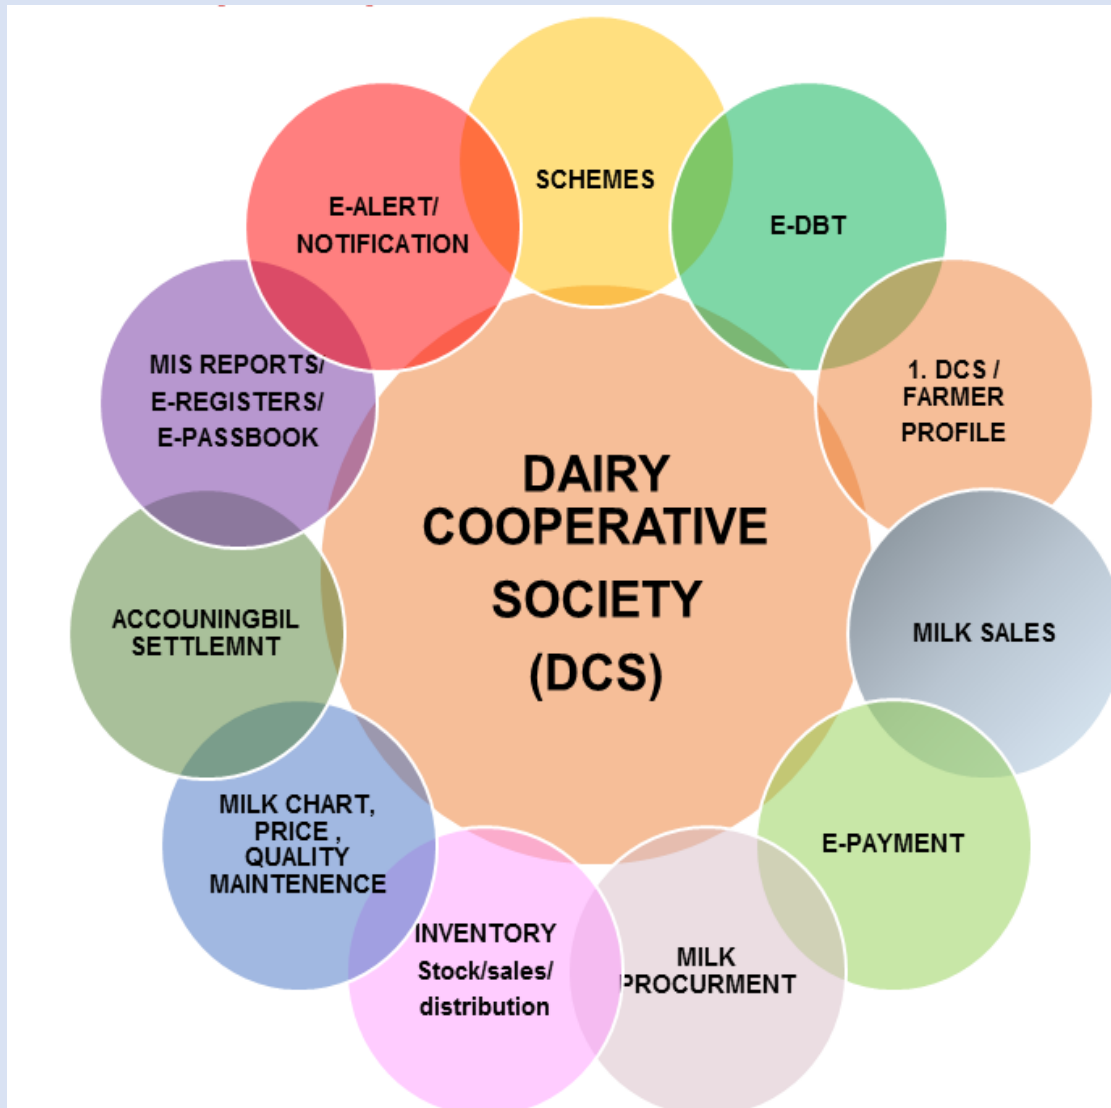 SCHEMES
E-DBT
1. DCS /
FARMER
PROFILE
MILK SALES
E-PAYMENT
MILK
PROCURMENT
INVENTORY
Stock/sales/
distribution
MILK CHART,
PRICE ,
QUALITY
MAINTENENCE
ACCOUNINGBIL
SETTLEMNT
MIS REPORTS/
E-REGISTERS/
E-PASSBOOK
E-ALERT/
NOTIFICATION
DAIRY
COOPERATIVE
SOCIETY
(DCS)